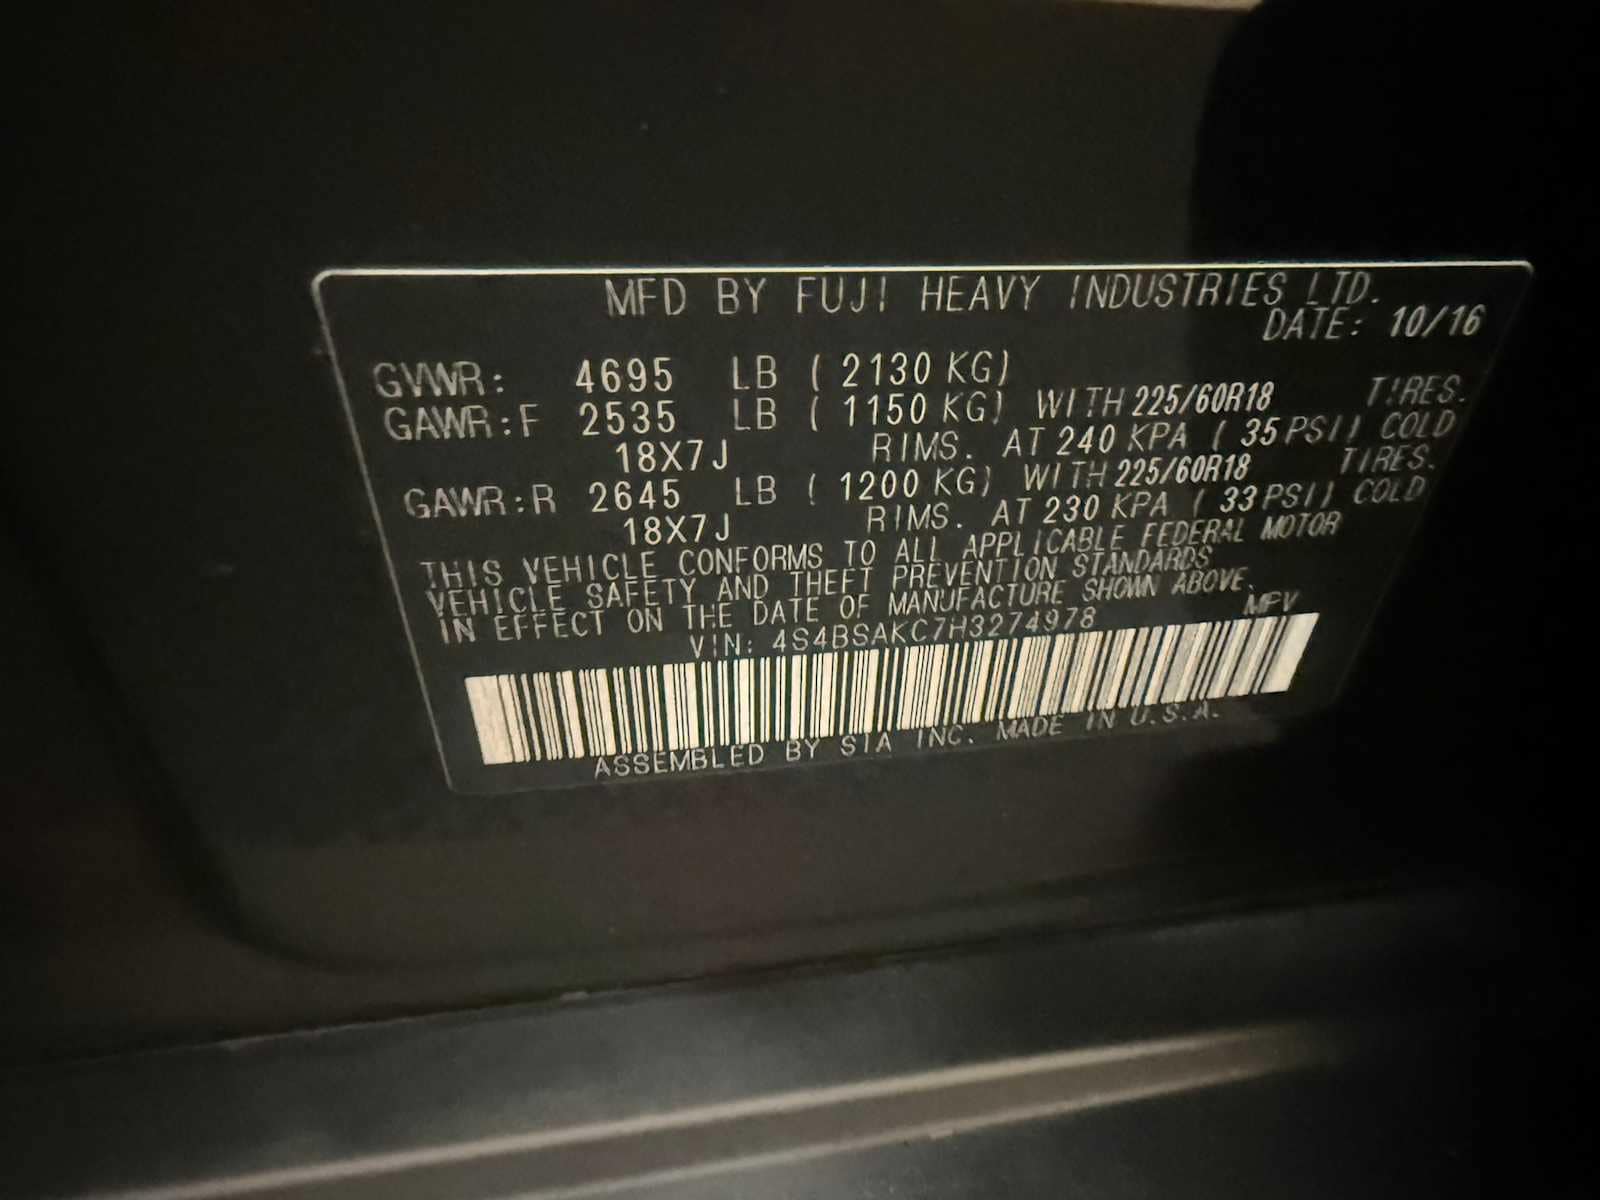 MFD BY FUJI HEAVY INDUSTRIES LTD.
DATE: 10/16
GVWR: 4695 LB ( 2130 KG)
GAWR:F 2535 LB ( 1150 KG) WITH 225/60R18 TIRES.
18X7J RIMS. AT 240 KPA ( 35 PSI) COLD
GAWR:R 2645 LB ( 1200 KG) WITH 225/60R18 TIRES.
18X7J RIMS. AT 230 KPA ( 33 PSI) COLD
THIS VEHICLE CONFORMS TO ALL APPLICABLE FEDERAL MOTOR
VEHICLE SAFETY AND THEFT PREVENTION STANDARDS
IN EFFECT ON THE DATE OF MANUFACTURE SHOWN ABOVE.
VIN: 4S4BSAKC7H3274978 MPV
ASSEMBLED BY SIA INC. MADE IN U.S.A.